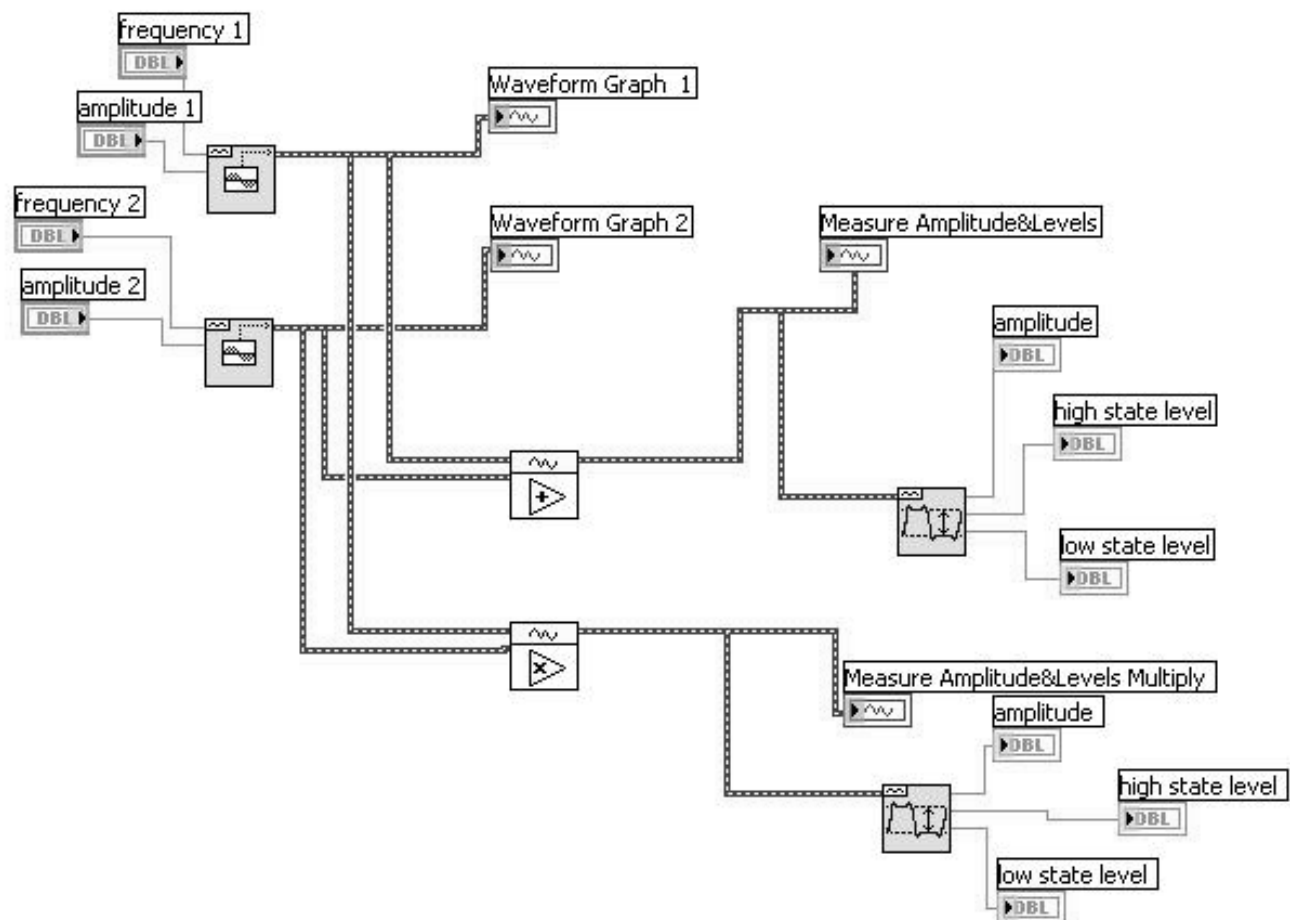 frequency 1
DBL
amplitude 1
DBL
Waveform Graph  1
frequency 2
DBL
Waveform Graph 2
Measure Amplitude&Levels
amplitude 2
DBL
amplitude
DBL
high state level
DBL
+
low state level
DBL
x
Measure Amplitude&Levels Multiply
amplitude
DBL
high state level
DBL
low state level
DBL